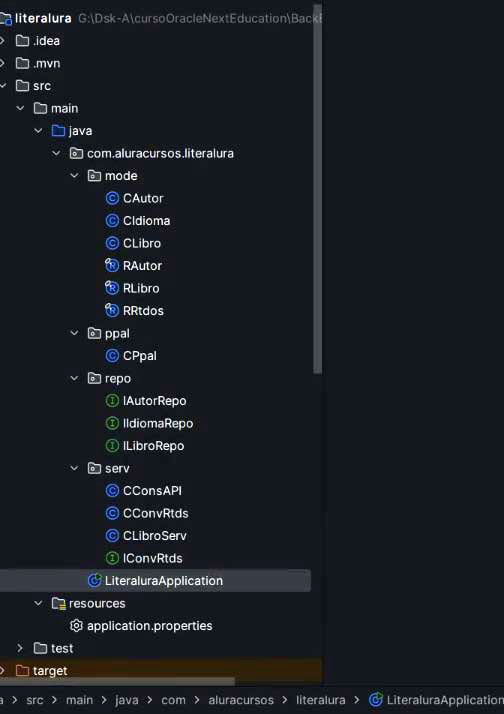 literalura G:\Dsk-A\cursoOracleNextEducation\Back
.idea
.mvn
src
main
java
com.aluracursos.literalura
mode
CAutor
CIdioma
CLibro
RAutor
RLibro
RRtdos
ppal
CPpal
repo
IAutorRepo
IIdiomaRepo
ILibroRepo
serv
CConsAPI
CConvRtds
CLibroServ
IConvRtds
LiteraluraApplication
resources
application.properties
test
target
a > src > main > java > com > aluracursos > literalura > LiteraluraApplication